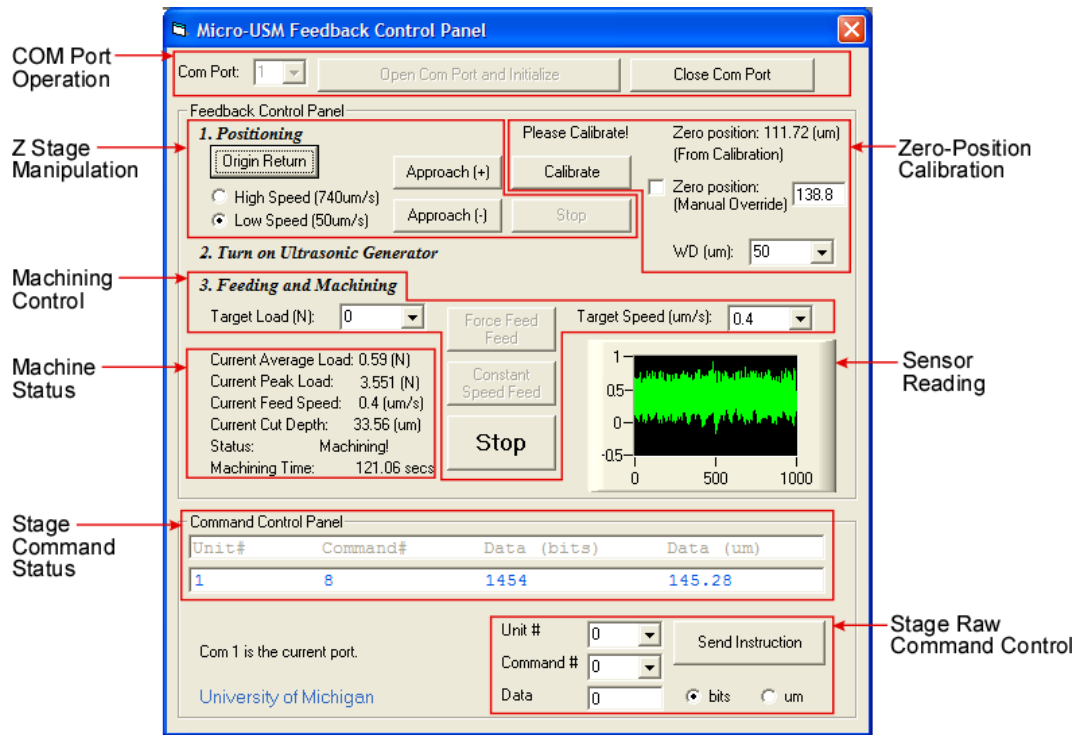 Micro-USM Feedback Control Panel
COM Port
Operation
Com Port: 1 Open Com Port and Initialize Close Com Port
Feedback Control Panel
Z Stage
Manipulation
1. Positioning
Origin Return
High Speed (740um/s)
Low Speed (50um/s)
Approach (+)
Approach (-)
Please Calibrate!
Calibrate
Stop
Zero position: 111.72 (um)
(From Calibration)
Zero position:
(Manual Override) 138.8
WD (um): 50
Zero-Position
Calibration
2. Turn on Ultrasonic Generator
Machining
Control
3. Feeding and Machining
Target Load (N): 0
Force Feed
Feed
Target Speed (um/s): 0.4
Constant
Speed Feed
Stop
Machine
Status
Current Average Load: 0.59 (N)
Current Peak Load: 3.551 (N)
Current Feed Speed: 0.4 (um/s)
Current Cut Depth: 33.56 (um)
Status: Machining!
Machining Time: 121.06 secs
1
0.5
0
-0.5
0 500 1000
Sensor
Reading
Stage
Command
Status
Command Control Panel
Unit# Command# Data (bits) Data (um)
1 8 1454 145.28
Com 1 is the current port.
University of Michigan
Unit # 0
Command # 0
Data 0
Send Instruction
bits um
Stage Raw
Command Control